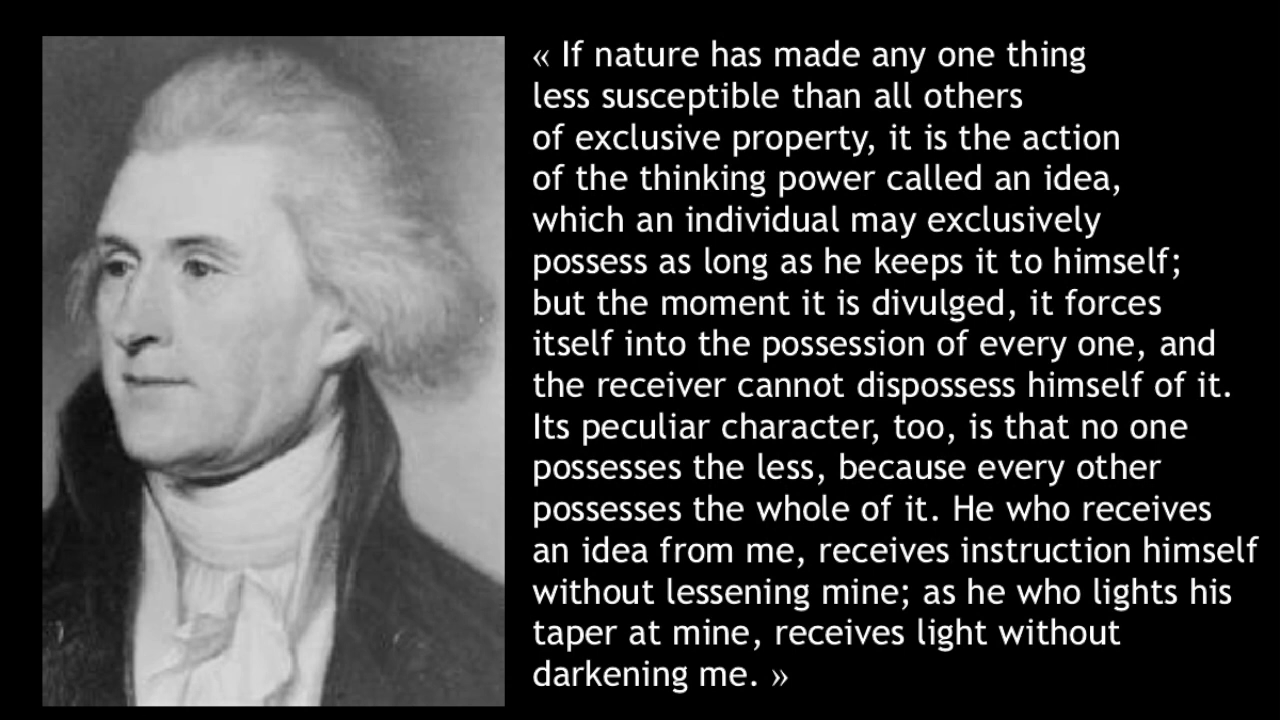 « If nature has made any one thing
less susceptible than all others
of exclusive property, it is the action
of the thinking power called an idea,
which an individual may exclusively
possess as long as he keeps it to himself;
but the moment it is divulged, it forces
itself into the possession of every one, and
the receiver cannot dispossess himself of it.
Its peculiar character, too, is that no one
possesses the less, because every other
possesses the whole of it. He who receives
an idea from me, receives instruction himself
without lessening mine; as he who lights his
taper at mine, receives light without
darkening me. »